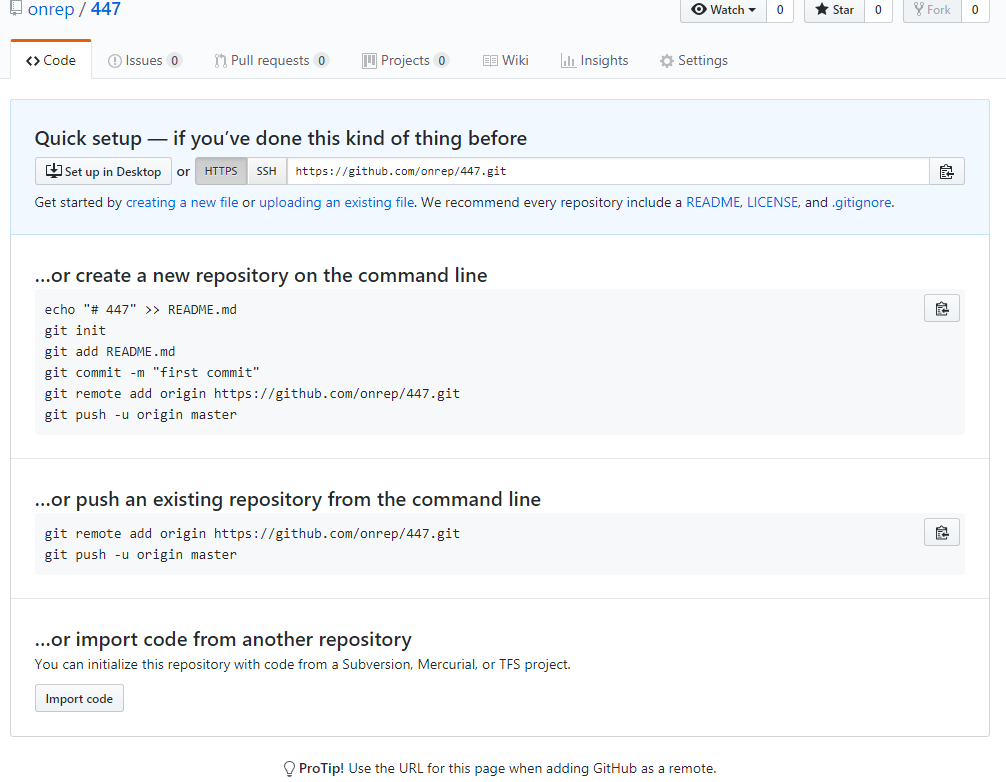 onrep / 447
Watch 0 Star 0 Fork 0
Code Issues 0 Pull requests 0 Projects 0 Wiki Insights Settings
Quick setup — if you’ve done this kind of thing before
Set up in Desktop or HTTPS SSH https://github.com/onrep/447.git
Get started by creating a new file or uploading an existing file. We recommend every repository include a README, LICENSE, and .gitignore.
…or create a new repository on the command line
echo "# 447" >> README.md
git init
git add README.md
git commit -m "first commit"
git remote add origin https://github.com/onrep/447.git
git push -u origin master
…or push an existing repository from the command line
git remote add origin https://github.com/onrep/447.git
git push -u origin master
…or import code from another repository
You can initialize this repository with code from a Subversion, Mercurial, or TFS project.
Import code
ProTip! Use the URL for this page when adding GitHub as a remote.